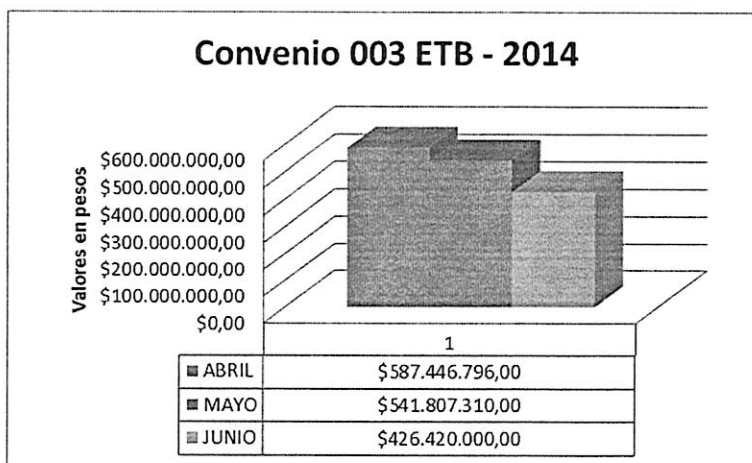 Convenio 003 ETB - 2014
Valores en pesos
$600.000.000,00
$500.000.000,00
$400.000.000,00
$300.000.000,00
$200.000.000,00
$100.000.000,00
$0,00
1
ABRIL $587.446.796,00
MAYO $541.807.310,00
JUNIO $426.420.000,00